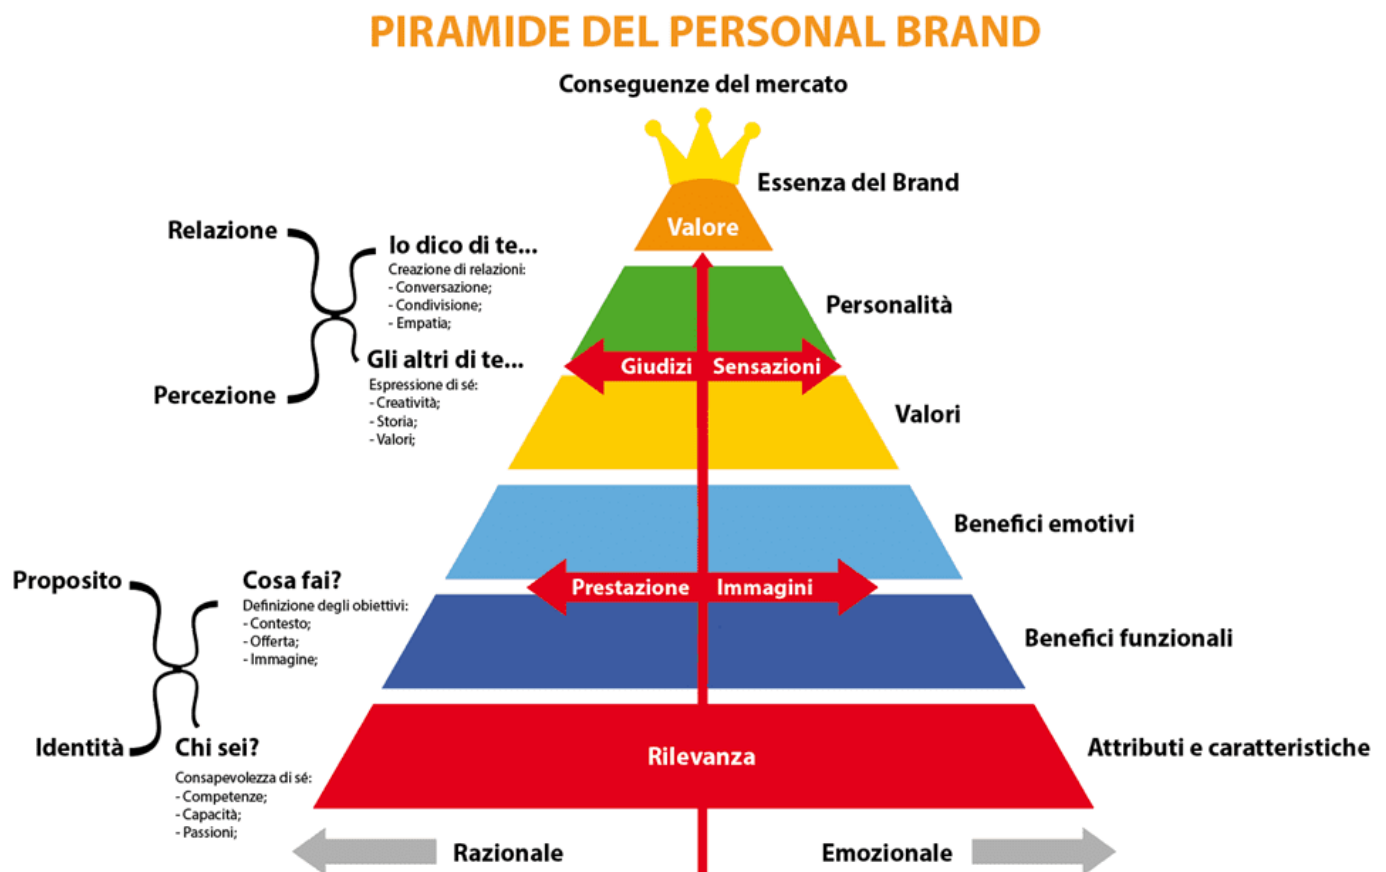 PIRAMIDE DEL PERSONAL BRAND
Conseguenze del mercato
Essenza del Brand
Valore
Relazione
Io dico di te...
Creazione di relazioni:
- Conversazione;
- Condivisione;
- Empatia;
Personalità
Gli altri di te...
Espressione di sé:
- Creatività;
- Storia;
- Valori;
Percezione
Giudizi Sensazioni
Valori
Benefici emotivi
Proposito
Cosa fai?
Definizione degli obiettivi:
- Contesto;
- Offerta;
- Immagine;
Prestazione Immagini
Benefici funzionali
Identità
Chi sei?
Consapevolezza di sé:
- Competenze;
- Capacità;
- Passioni;
Rilevanza
Attributi e caratteristiche
Razionale
Emozionale